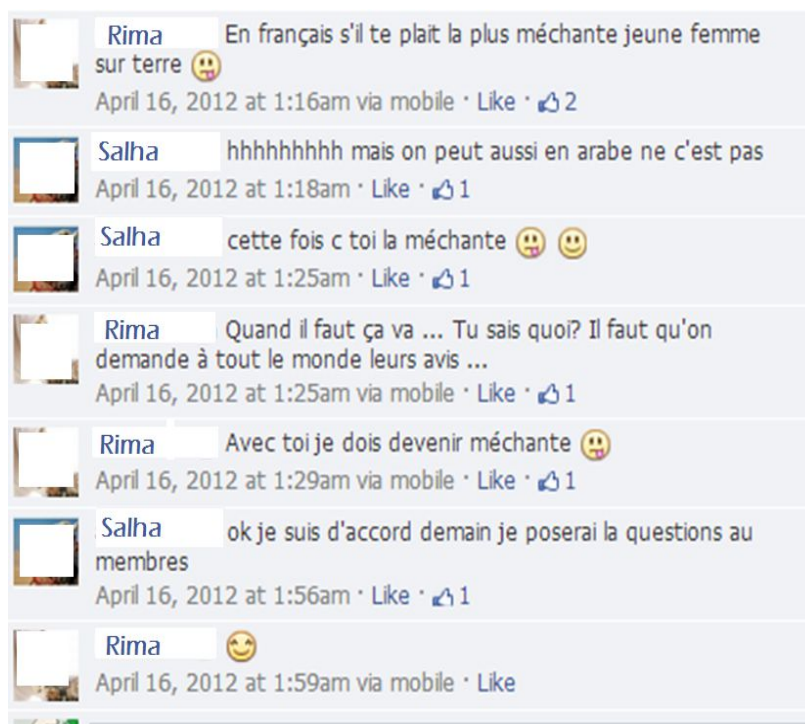 Rima En français s'il te plait la plus méchante jeune femme
sur terre
April 16, 2012 at 1:16am via mobile · Like · 2
Salha hhhhhhhhh mais on peut aussi en arabe ne c'est pas
April 16, 2012 at 1:18am · Like · 1
Salha cette fois c toi la méchante
April 16, 2012 at 1:25am · Like · 1
Rima Quand il faut ça va ... Tu sais quoi? Il faut qu'on
demande à tout le monde leurs avis ...
April 16, 2012 at 1:25am via mobile · Like · 1
Rima Avec toi je dois devenir méchante
April 16, 2012 at 1:29am via mobile · Like · 1
Salha ok je suis d'accord demain je poserai la questions au
membres
April 16, 2012 at 1:56am · Like · 1
Rima
April 16, 2012 at 1:59am via mobile · Like